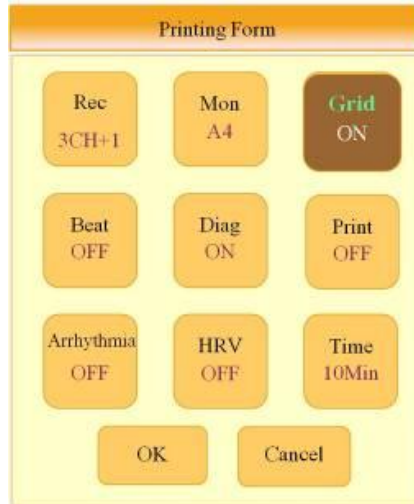 Printing Form
Rec
3CH+1
Mon
A4
Grid
ON
Beat
OFF
Diag
ON
Print
OFF
Arrhythmia
OFF
HRV
OFF
Time
10Min
OK
Cancel